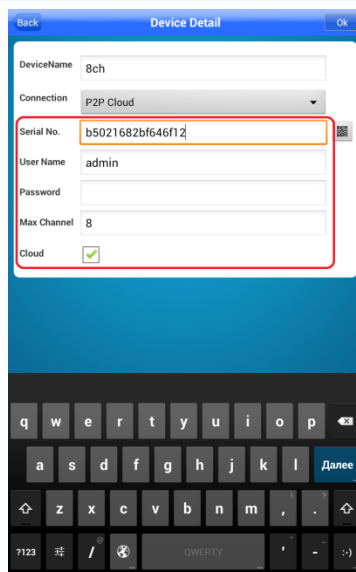 Back Device Detail Ok
DeviceName 8ch
Connection P2P Cloud
Serial No. b5021682bf646f12
User Name admin
Password
Max Channel 8
Cloud
q w e r t y u i o p
a s d f g h j k l Далее
z x c v b n m , ! . ?
?123 / @ QWERTY ' - :-)